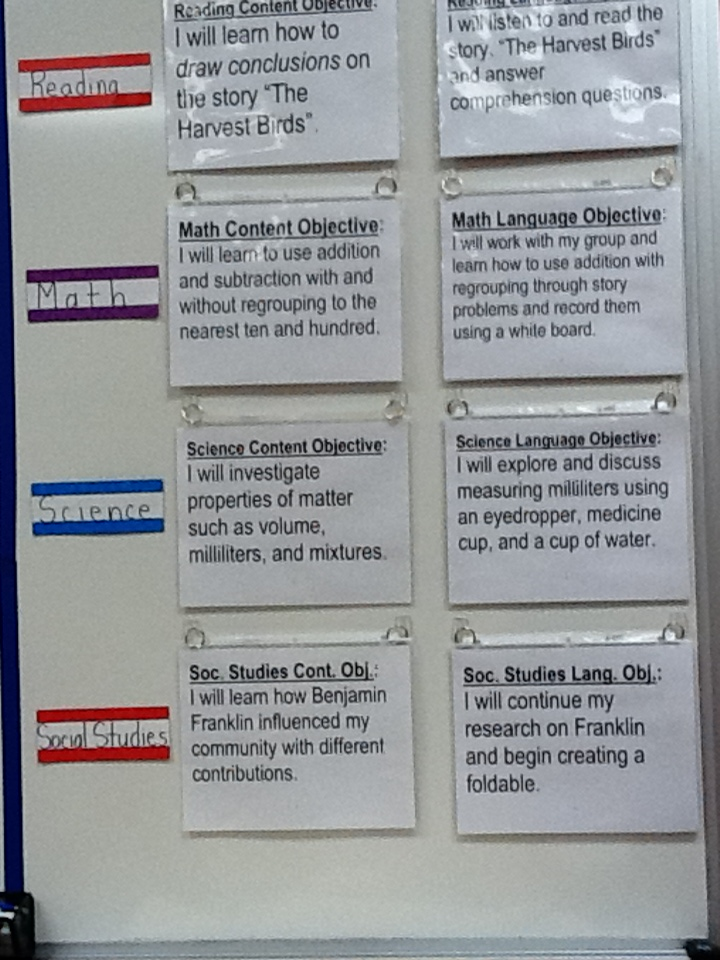 Reading
Reading Content Objective:
I will learn how to
draw conclusions on
the story "The
Harvest Birds".
I will listen to and read the
story. "The Harvest Birds"
and answer
comprehension questions.
Math
Math Content Objective:
I will learn to use addition
and subtraction with and
without regrouping to the
nearest ten and hundred.
Math Language Objective:
I will work with my group and
learn how to use addition with
regrouping through story
problems and record them
using a white board.
Science
Science Content Objective:
I will investigate
properties of matter
such as volume,
milliliters, and mixtures.
Science Language Objective:
I will explore and discuss
measuring milliliters using
an eyedropper, medicine
cup, and a cup of water.
Social Studies
Soc. Studies Cont. Obj.:
I will learn how Benjamin
Franklin influenced my
community with different
contributions.
Soc. Studies Lang. Obj.:
I will continue my
research on Franklin
and begin creating a
foldable.